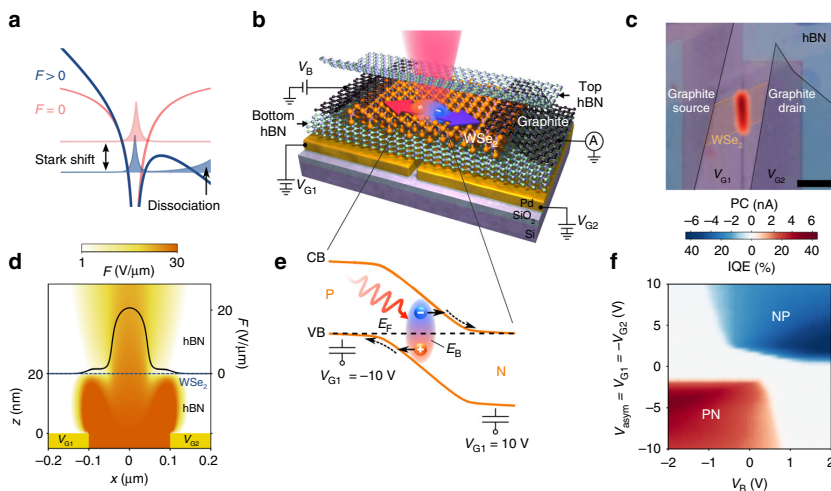 a
F > 0
F = 0
Stark shift
Dissociation
b
V_B
Top
hBN
Bottom
hBN
Graphite
WSe₂
A
V_G1
Pd
SiO₂
Si
V_G2
c
hBN
Graphite
source
Graphite
drain
WSe₂
V_G1
V_G2
PC (nA)
−6 −4 −2 0 2 4 6
40 20 0 20 40
IQE (%)
d
1 30
F (V/μm)
hBN
20
F (V/μm)
0
WSe₂
hBN
20
z (nm)
0
V_G1
V_G2
−0.2 −0.1 0 0.1 0.2
x (μm)
e
CB
P
VB
E_F
E_B
−
+
N
V_G1 = −10 V
V_G1 = 10 V
f
10
5
0
−5
−10
V_asym = V_G1 = −V_G2 (V)
NP
PN
−2 −1 0 1 2
V_B (V)